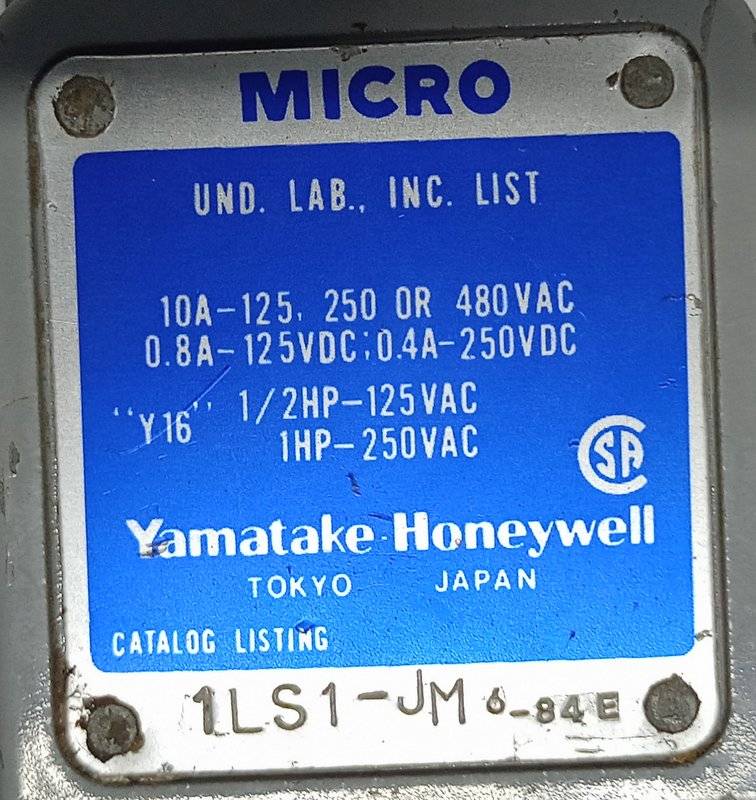 MICRO
UND. LAB., INC. LIST
10A-125, 250 OR 480VAC
0.8A-125VDC;0.4A-250VDC
"Y16" 1/2HP-125VAC
1HP-250VAC
SA
Yamatake-Honeywell
TOKYO JAPAN
CATALOG LISTING
1LS1-JM 6-84E